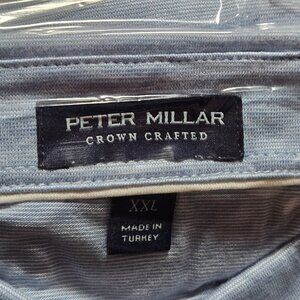 PETER MILLAR
CROWN CRAFTED
XXL
MADE IN
TURKEY